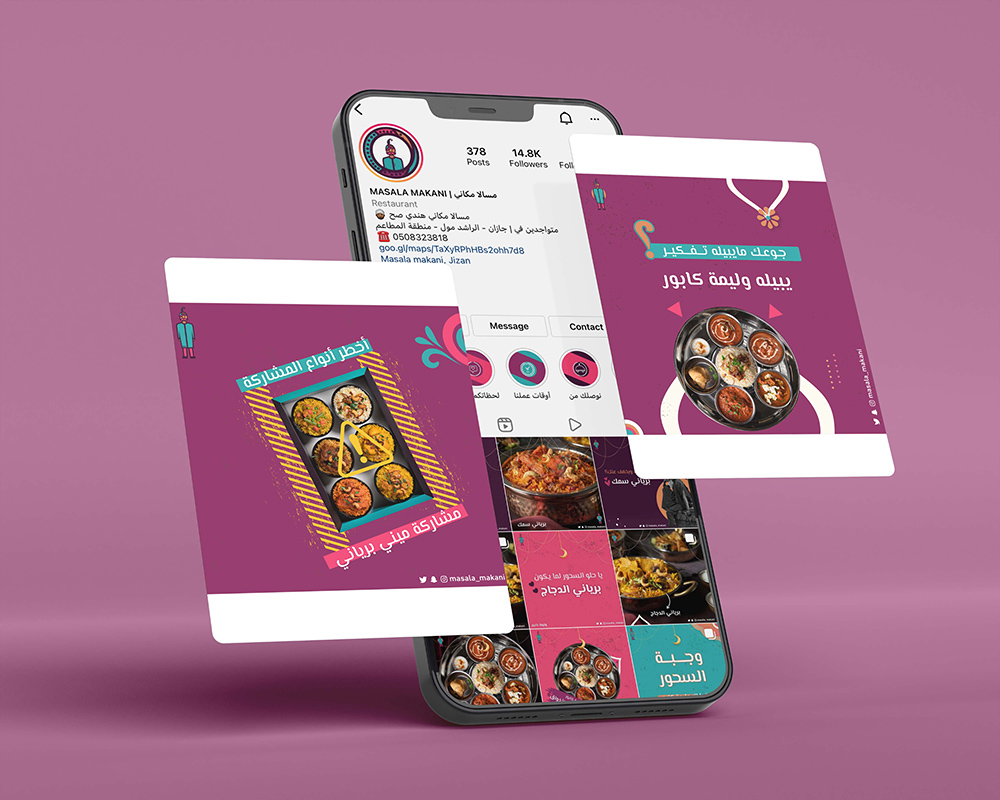 378
Posts
14.8K
Followers
MASALA MAKANI | مسالا مكاني
Restaurant
مسالا مكاني هندي صح
متواجدين في | جازان - الراشد مول - منطقة المطاعم
0508323818
goo.gl/maps/TaXyRPhHBs2ohh7d8
Masala makani, Jizan
Message
Contact
لحظاتكم
أوقات عملنا
نوصلك من
جوعك مايبيله تفكير
؟
يبيله وليمة كابور
masala_makani
أخطر أنواع المشاركة
مشاركة ميني برياني
masala_makani
برياني سمك
برياني سمك
يا حلو السحور لما يكون
برياني الدجاج
برياني الدجاج
وجبة
السحور